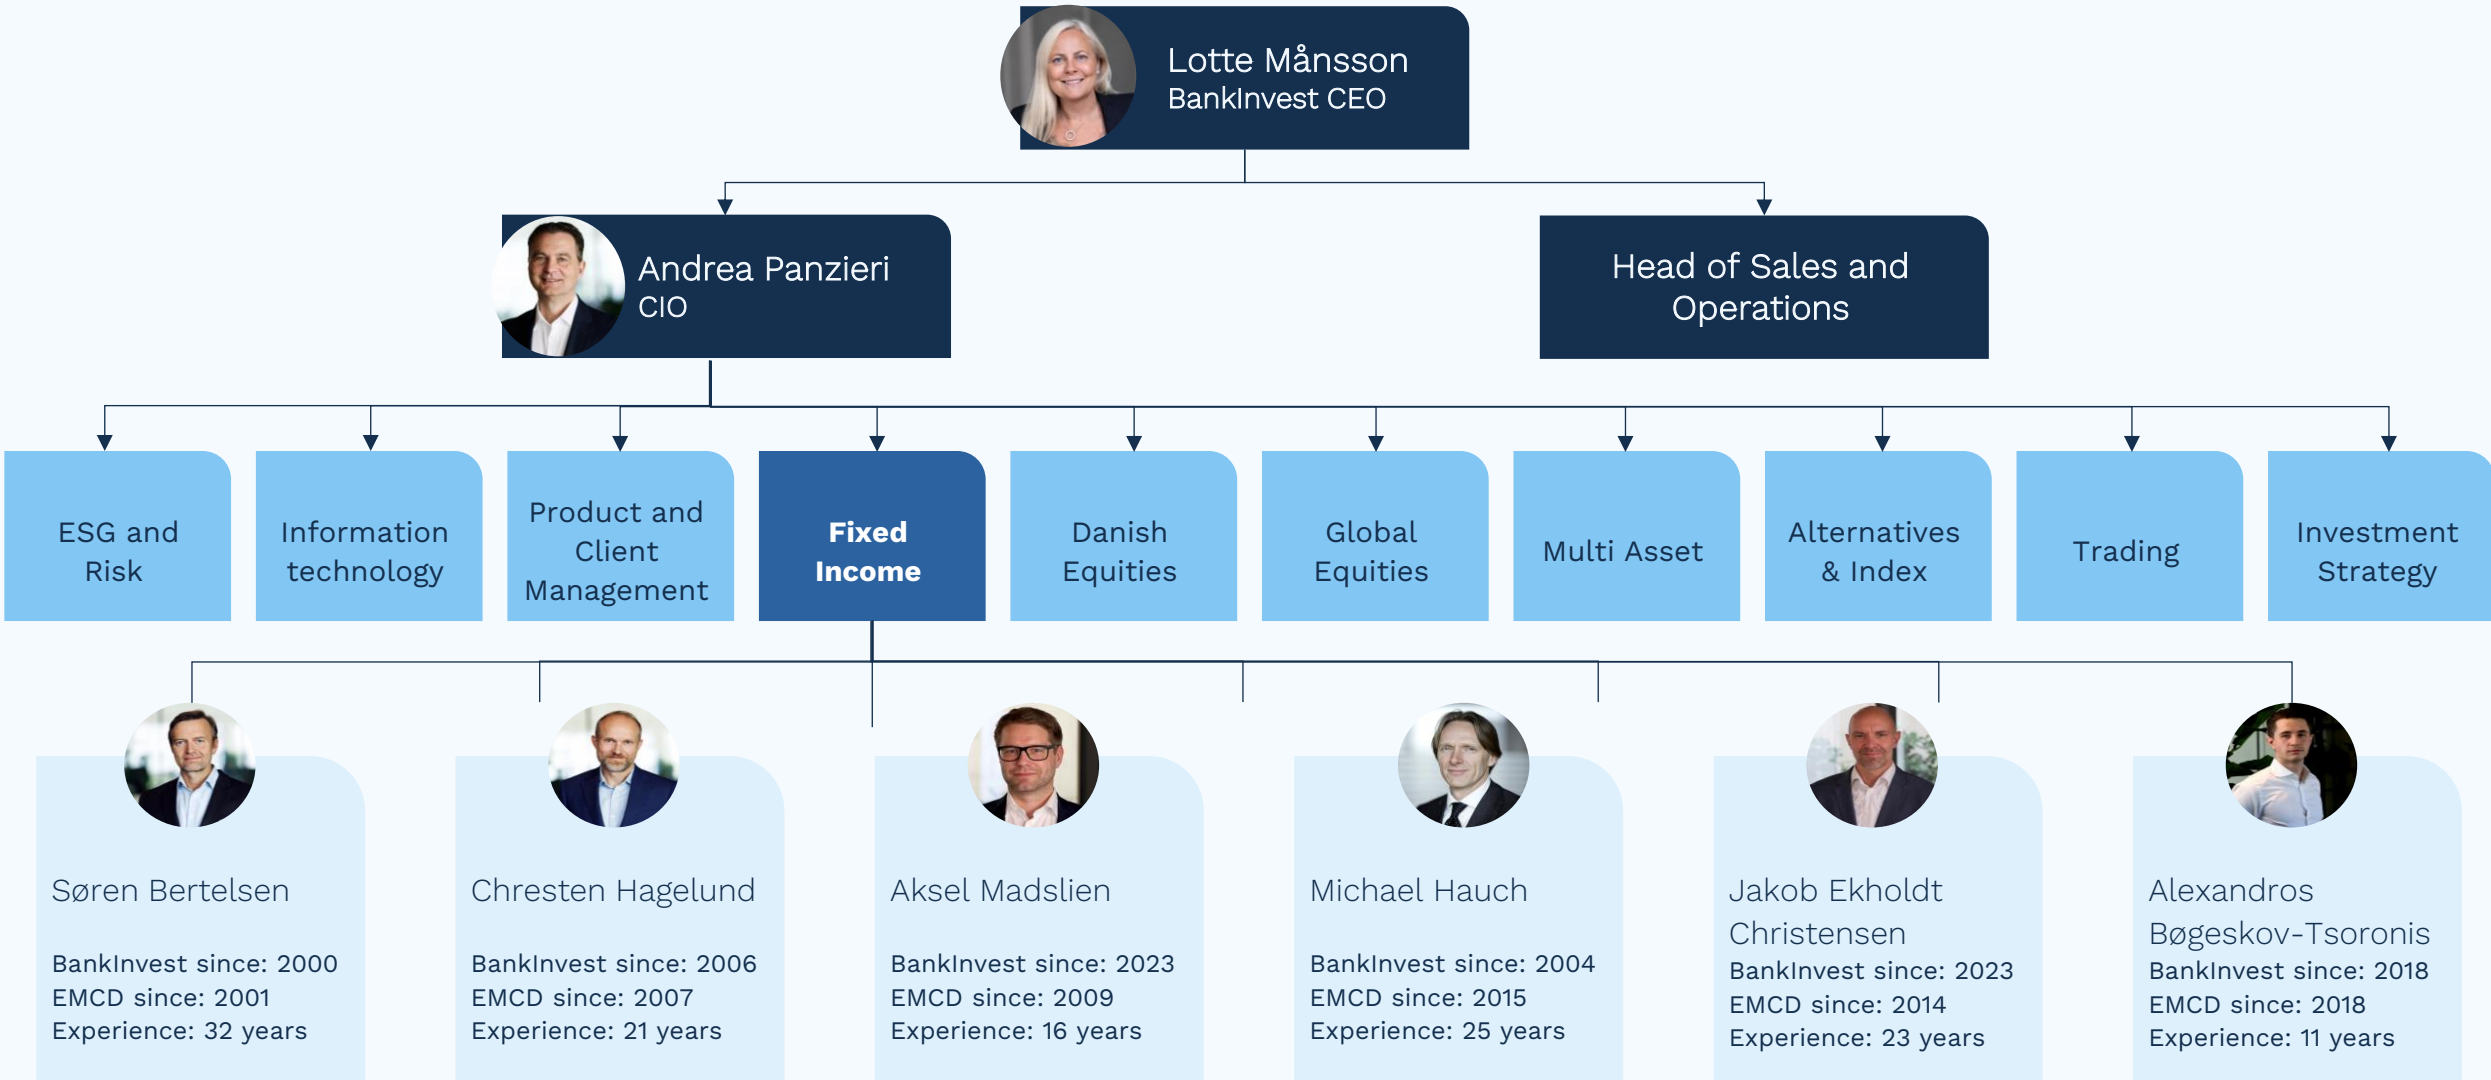 Lotte Månsson
BankInvest CEO
Andrea Panzieri
CIO
Head of Sales and
Operations
ESG and
Risk
Information
technology
Product and
Client
Management
Fixed
Income
Danish
Equities
Global
Equities
Multi Asset
Alternatives
& Index
Trading
Investment
Strategy
Søren Bertelsen
BankInvest since: 2000
EMCD since: 2001
Experience: 32 years
Chresten Hagelund
BankInvest since: 2006
EMCD since: 2007
Experience: 21 years
Aksel Madslien
BankInvest since: 2023
EMCD since: 2009
Experience: 16 years
Michael Hauch
BankInvest since: 2004
EMCD since: 2015
Experience: 25 years
Jakob Ekholdt
Christensen
BankInvest since: 2023
EMCD since: 2014
Experience: 23 years
Alexandros
Bøgeskov-Tsoronis
BankInvest since: 2018
EMCD since: 2018
Experience: 11 years